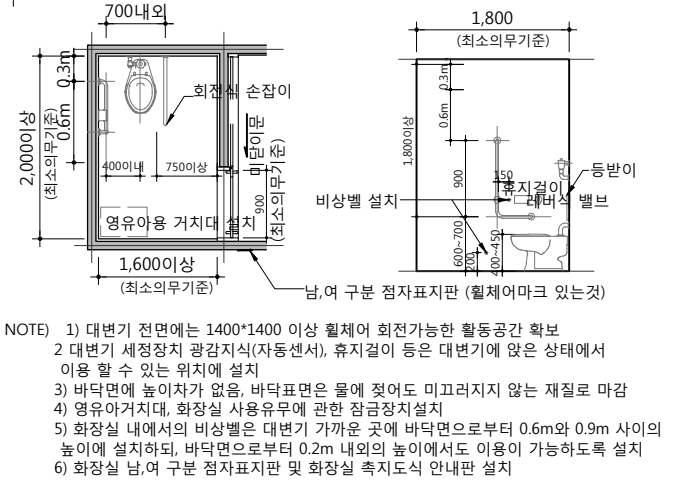 700내외
0.3m
회전식 손잡이
2,000이상
(최소의무기준)
0.6m
400이내
750이상
미닫이문
900
(최소의무기준)
영유아용 거치대 설치
1,600이상
(최소의무기준)
남,여 구분 점자표지판 (휠체어마크 있는것)
1,800
(최소의무기준)
0.3m
0.6m
1,800이상
900
150
휴지걸이
등받이
레버식 밸브
비상벨 설치
600~700
200
400~450
NOTE) 1) 대변기 전면에는 1400*1400 이상 휠체어 회전가능한 활동공간 확보
2 대변기 세정장치 광감지식(자동센서), 휴지걸이 등은 대변기에 앉은 상태에서
이용 할 수 있는 위치에 설치
3) 바닥면에 높이차가 없음, 바닥표면은 물에 젖어도 미끄러지지 않는 재질로 마감
4) 영유아거치대, 화장실 사용유무에 관한 잠금장치설치
5) 화장실 내에서의 비상벨은 대변기 가까운 곳에 바닥면으로부터 0.6m와 0.9m 사이의
높이에 설치하되, 바닥면으로부터 0.2m 내외의 높이에서도 이용이 가능하도록 설치
6) 화장실 남,여 구분 점자표지판 및 화장실 촉지도식 안내판 설치